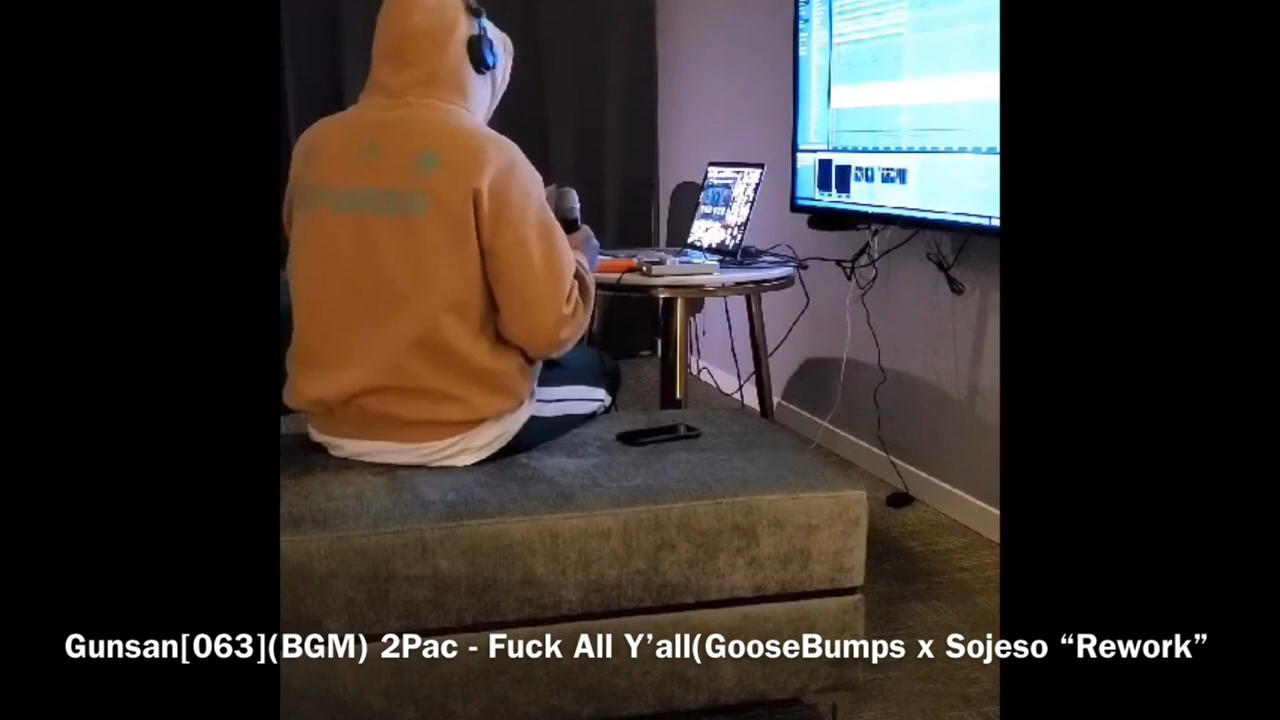 Gunsan[063](BGM) 2Pac - Fuck All Y’all(GooseBumps x Sojeso “Rework”